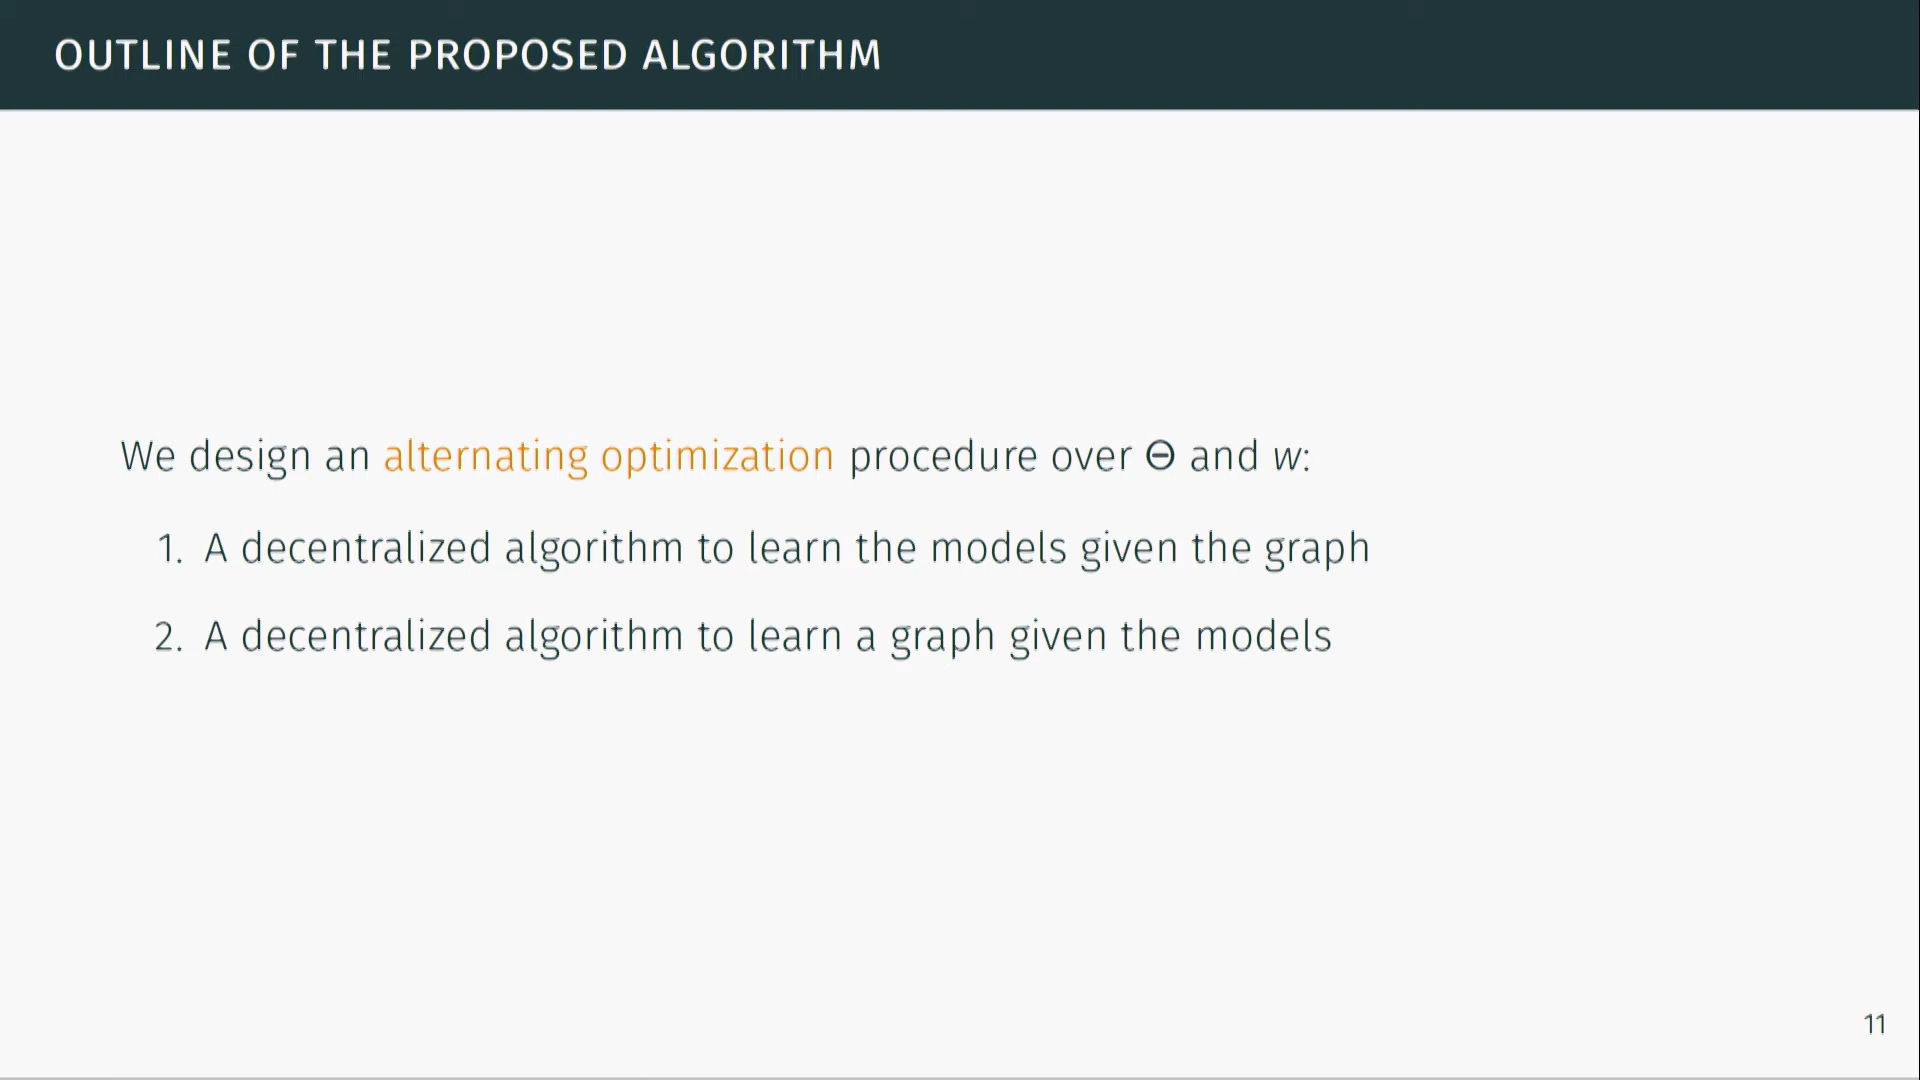 OUTLINE OF THE PROPOSED ALGORITHM
We design an alternating optimization procedure over Θ and w:
1. A decentralized algorithm to learn the models given the graph
2. A decentralized algorithm to learn a graph given the models
11